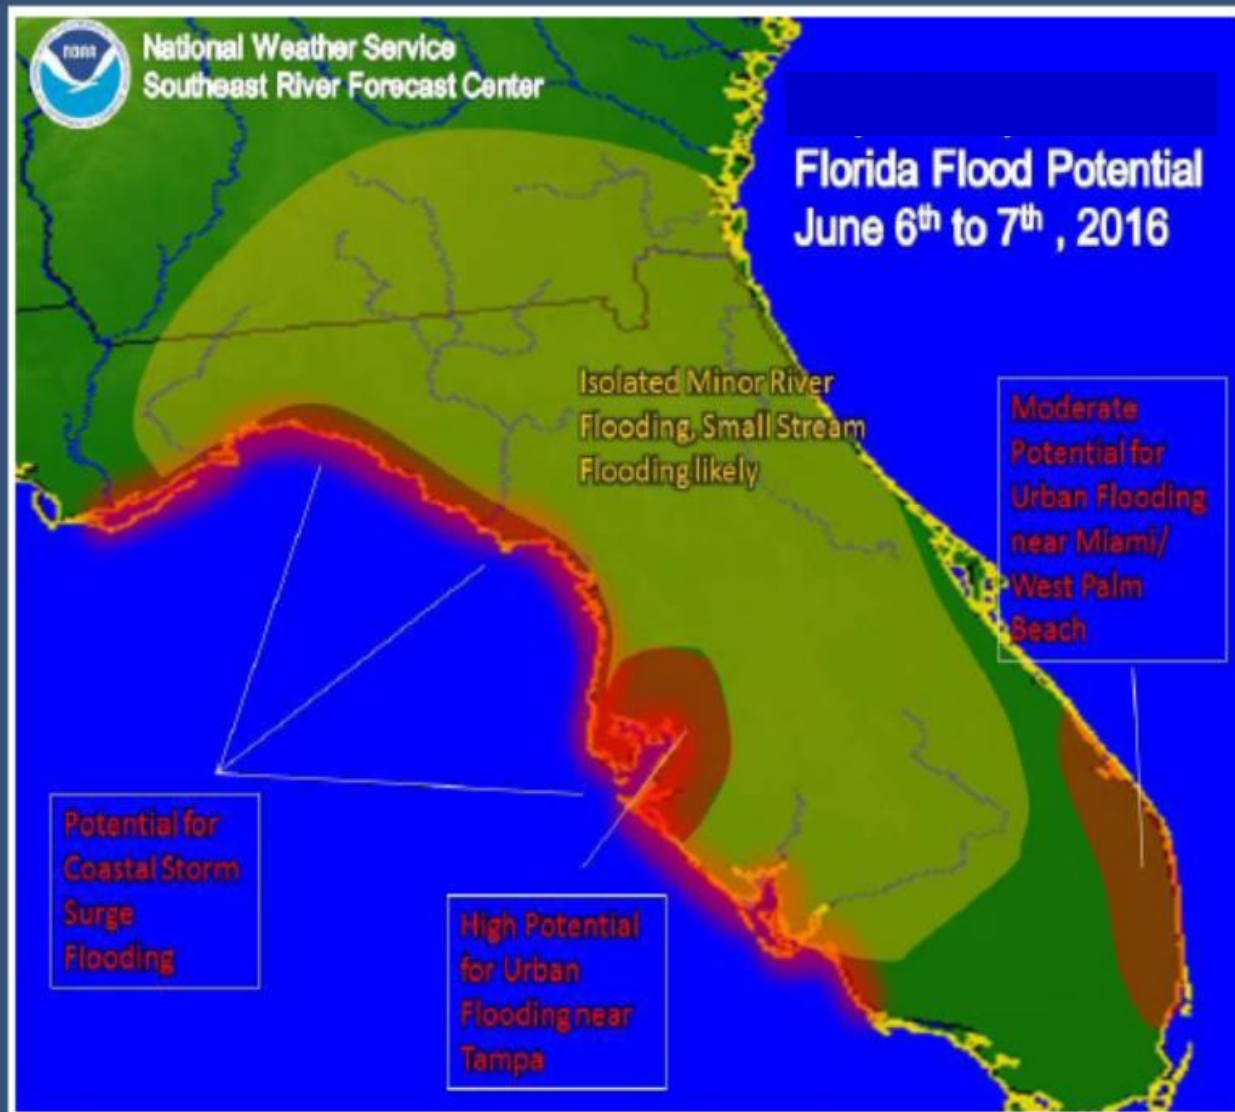 NOAA
National Weather Service
Southeast River Forecast Center
Florida Flood Potential
June 6th to 7th , 2016
Isolated Minor River
Flooding, Small Stream
Flooding likely
Moderate
Potential for
Urban Flooding
near Miami/
West Palm
Beach
Potential for
Coastal Storm
Surge
Flooding
High Potential
for Urban
Flooding near
Tampa